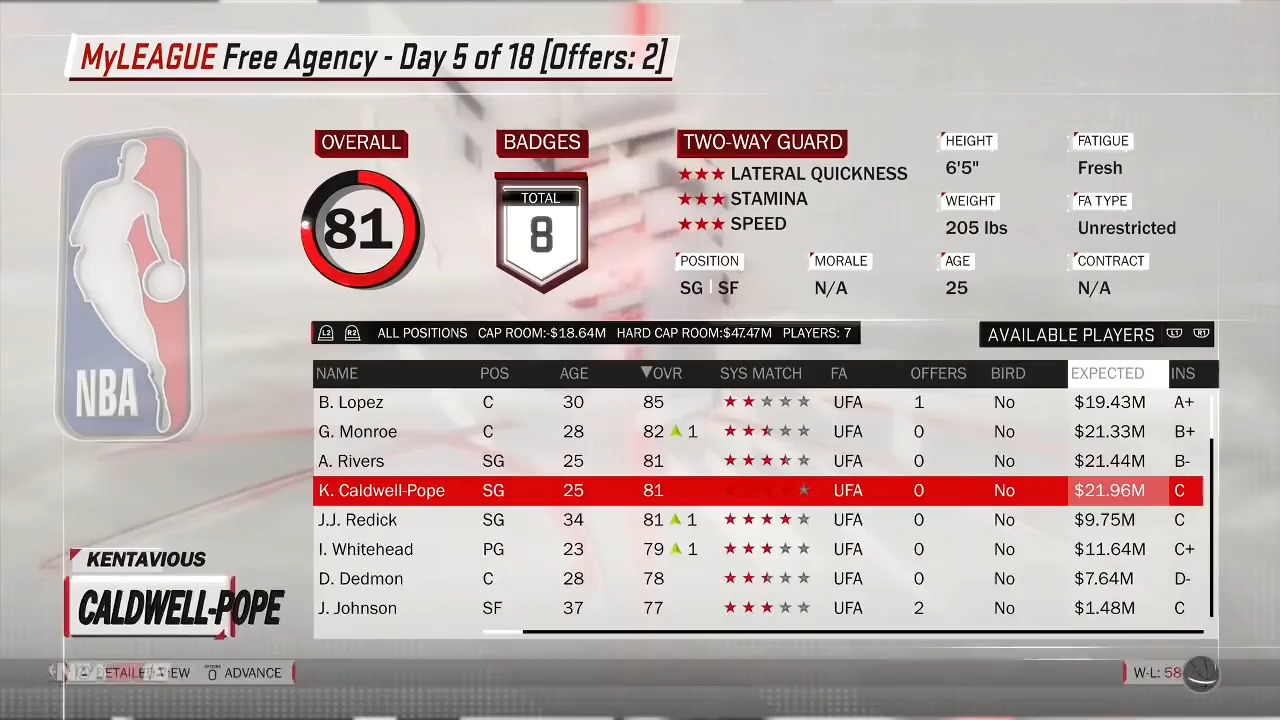 MyLEAGUE Free Agency - Day 5 of 18 [Offers: 2]
OVERALL
81
BADGES
TOTAL
8
TWO-WAY GUARD
★★★ LATERAL QUICKNESS
★★★ STAMINA
★★★ SPEED
POSITION
SG | SF
MORALE
N/A
HEIGHT
6'5"
WEIGHT
205 lbs
AGE
25
FATIGUE
Fresh
FA TYPE
Unrestricted
CONTRACT
N/A
NBA
L2 R2 ALL POSITIONS CAP ROOM:-$18.64M HARD CAP ROOM:$47.47M PLAYERS: 7
AVAILABLE PLAYERS L1 R1
NAME POS AGE ▼OVR SYS MATCH FA OFFERS BIRD EXPECTED INS
B. Lopez C 30 85 UFA 1 No $19.43M A+
G. Monroe C 28 82 ▲ 1 UFA 0 No $21.33M B+
A. Rivers SG 25 81 UFA 0 No $21.44M B-
K. Caldwell-Pope SG 25 81 UFA 0 No $21.96M C
J.J. Redick SG 34 81 ▲ 1 UFA 0 No $9.75M C
I. Whitehead PG 23 79 ▲ 1 UFA 0 No $11.64M C+
D. Dedmon C 28 78 UFA 0 No $7.64M D-
J. Johnson SF 37 77 UFA 2 No $1.48M C
KENTAVIOUS
CALDWELL-POPE
VIEW OPTIONS ADVANCE
W-L: 58